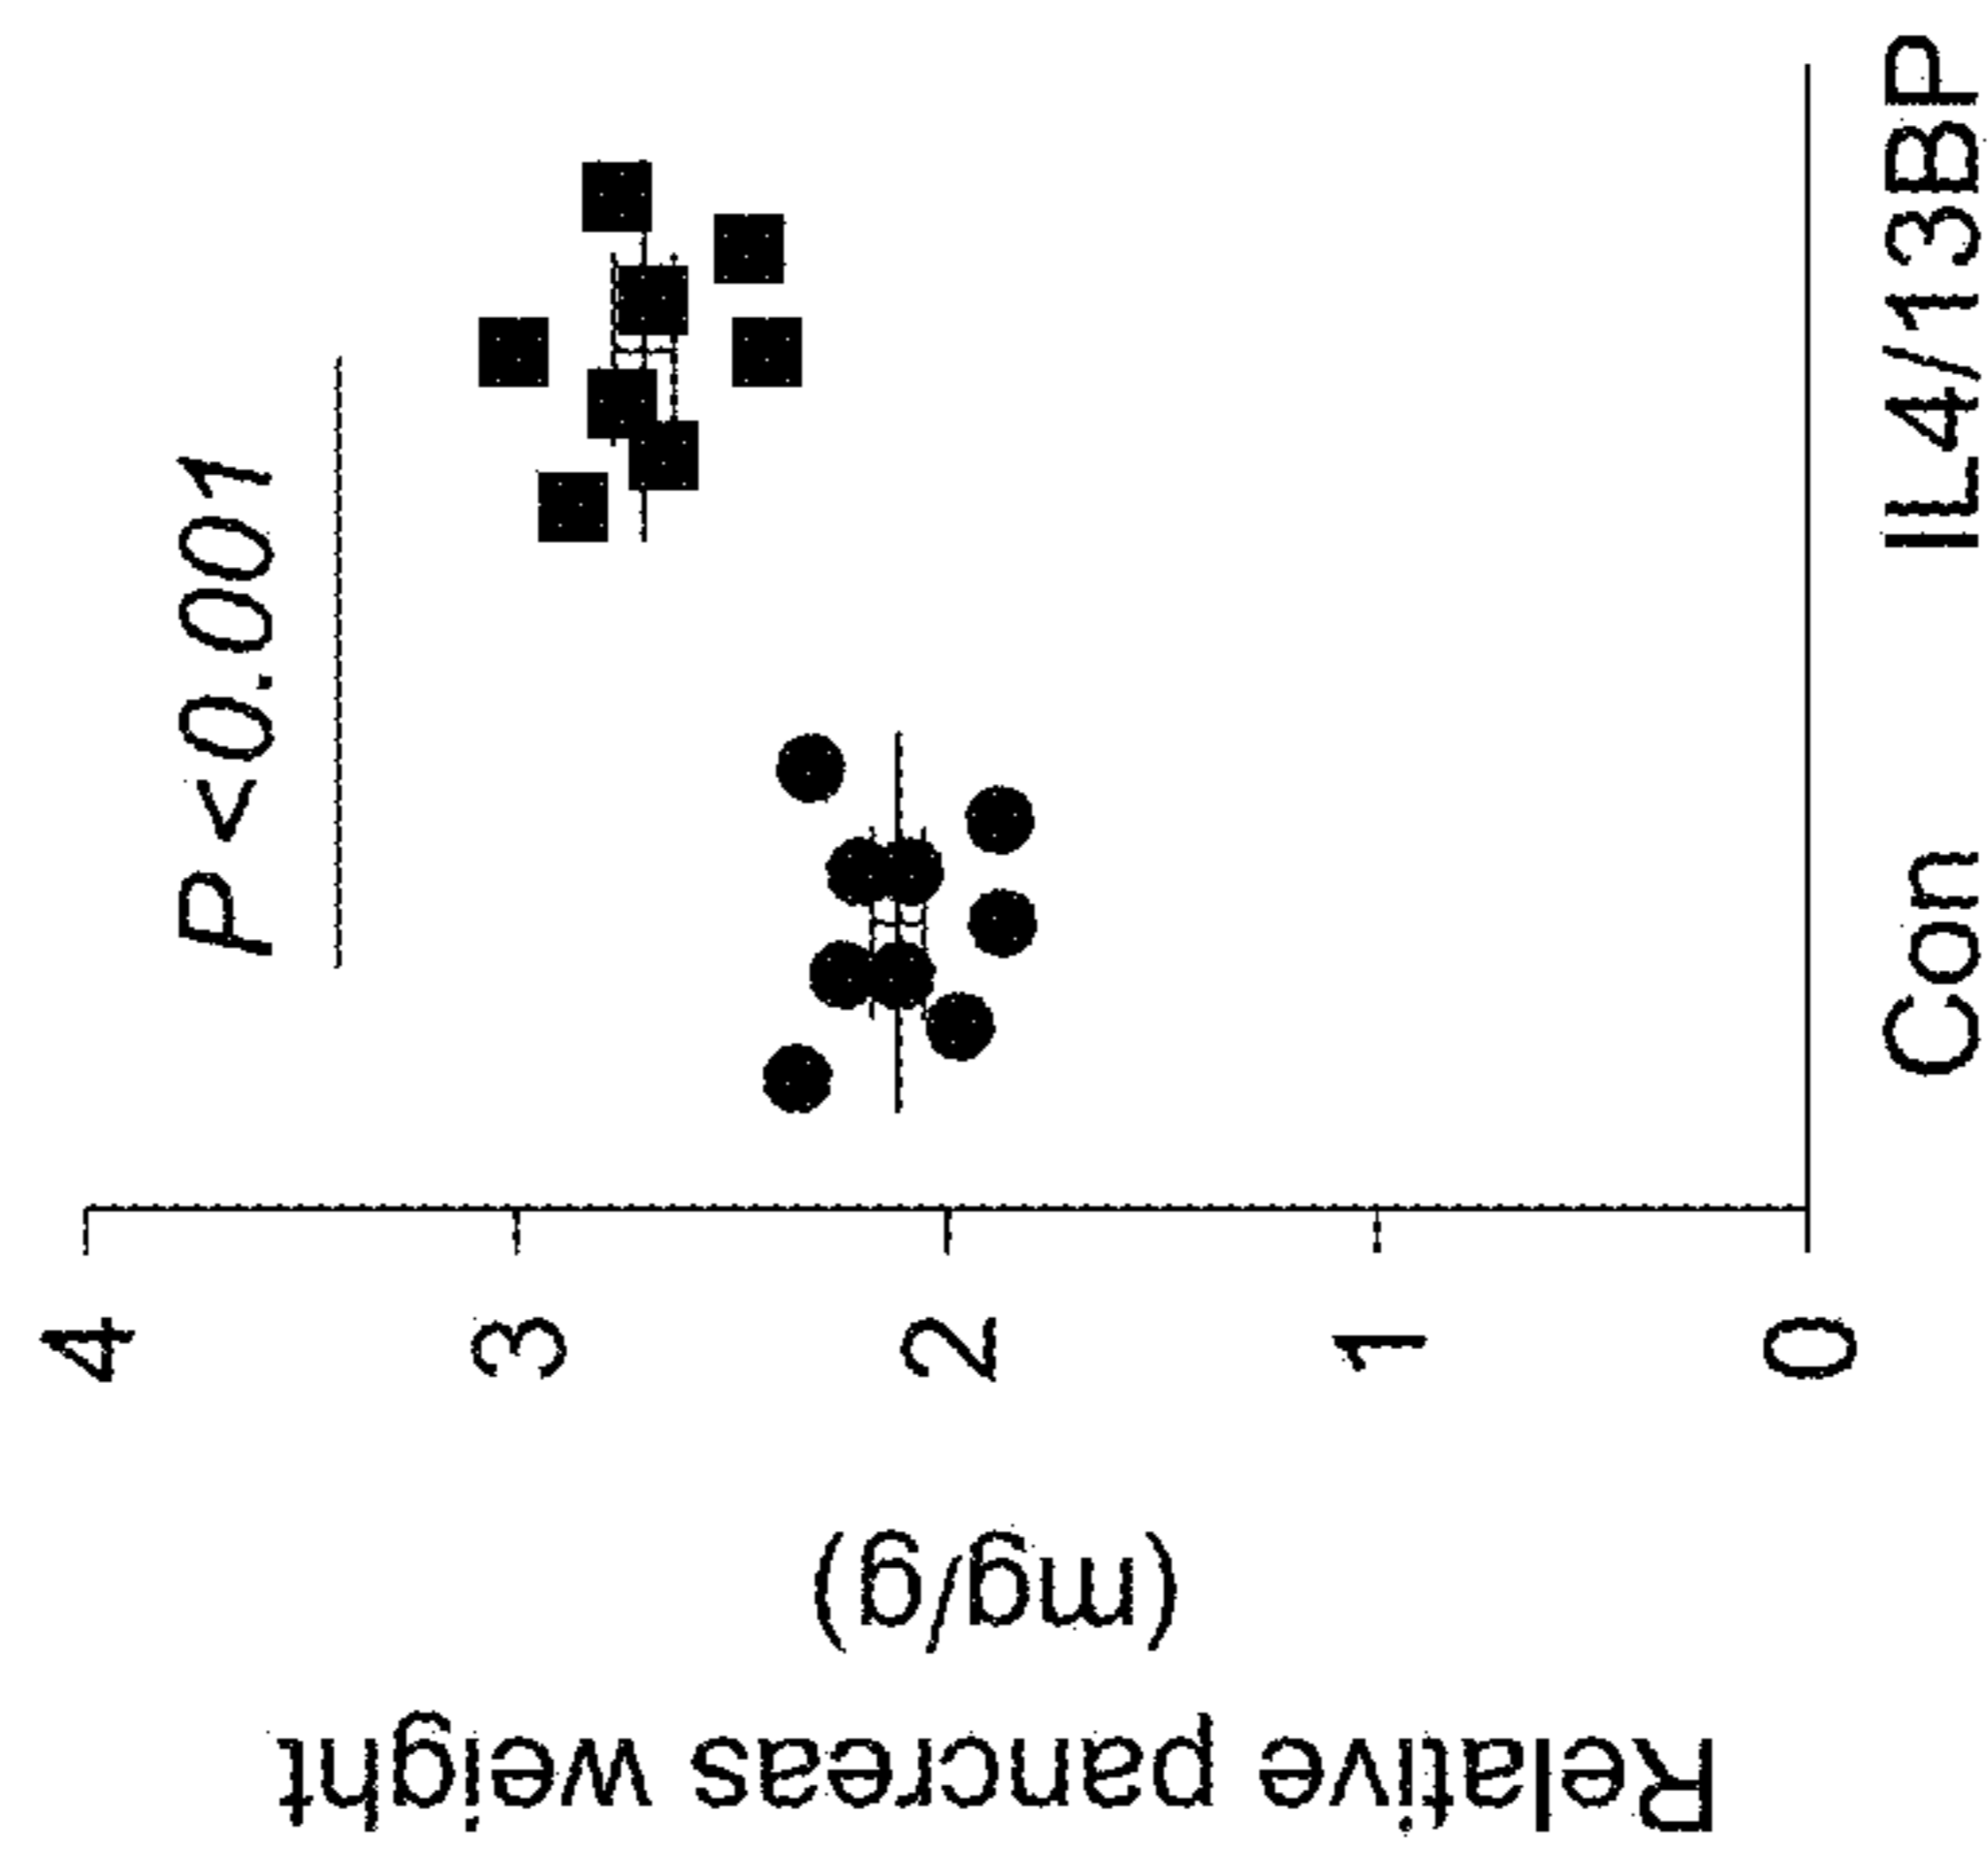 Relative pancreas weight
(mg/g)
4
3
2
1
0
P <0.001
Con
IL4/13BP